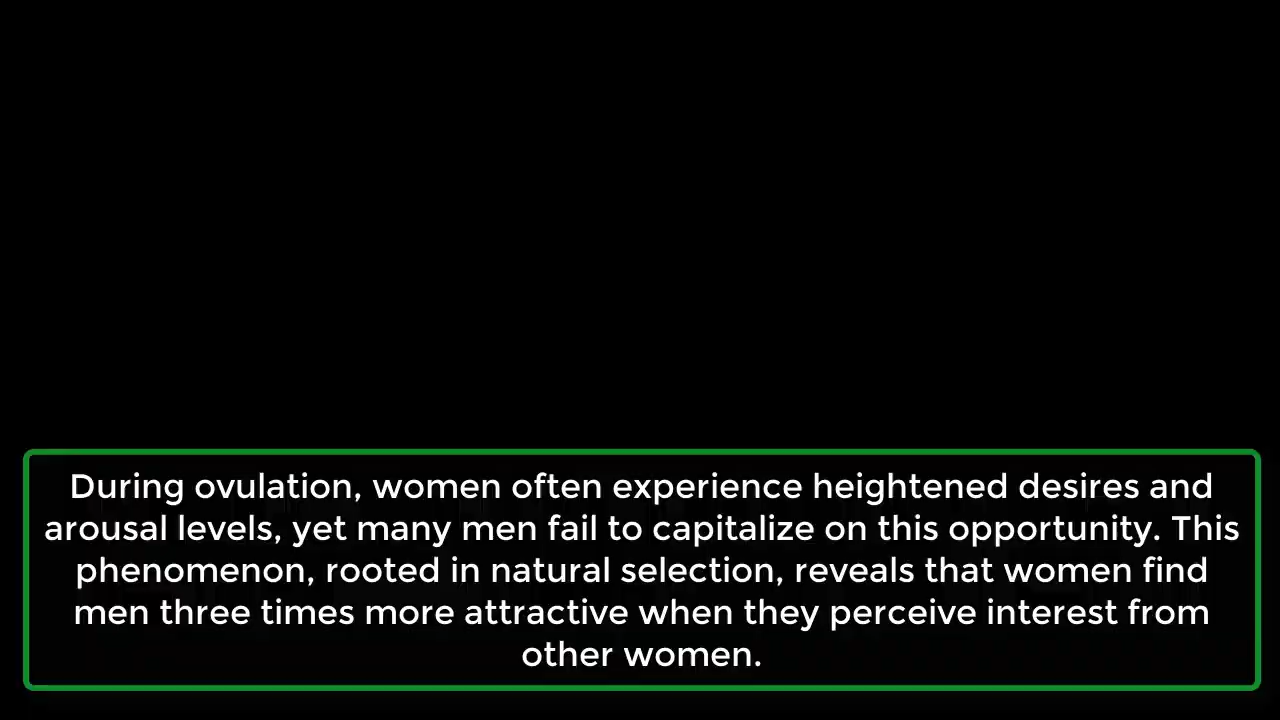 During ovulation, women often experience heightened desires and
arousal levels, yet many men fail to capitalize on this opportunity. This
phenomenon, rooted in natural selection, reveals that women find
men three times more attractive when they perceive interest from
other women.